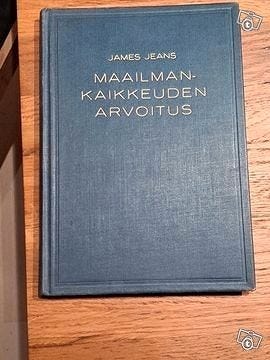 JAMES JEANS
MAAILMAN-
KAIKKEUDEN
ARVOITUS